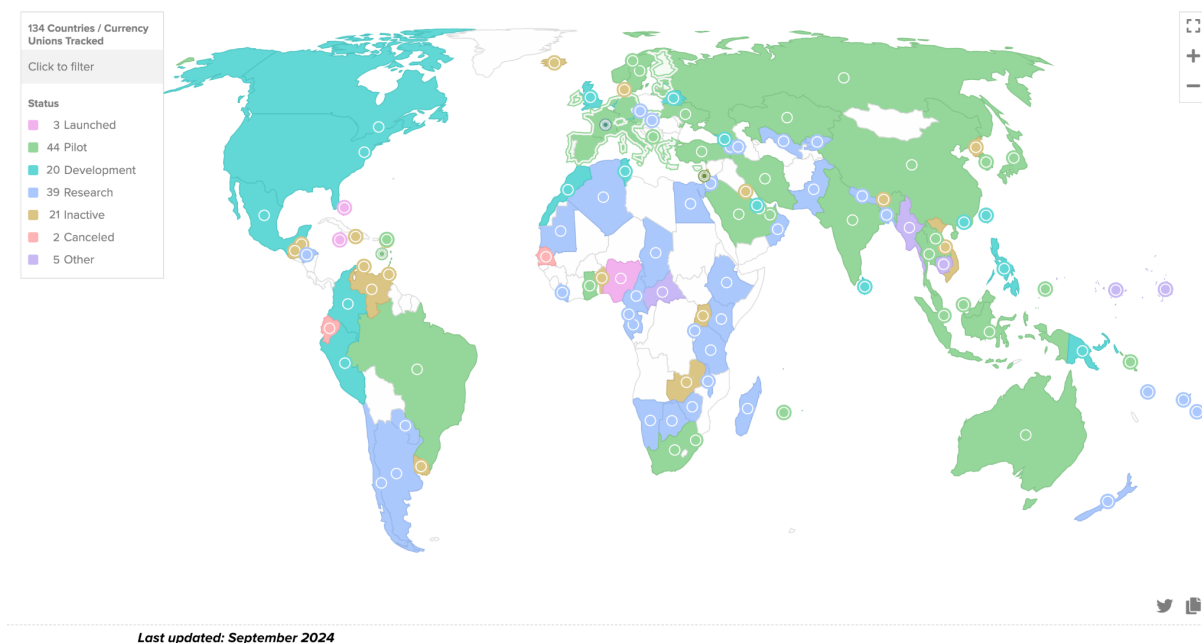 134 Countries / Currency
Unions Tracked
Click to filter
Status
3 Launched
44 Pilot
20 Development
39 Research
21 Inactive
2 Canceled
5 Other
Last updated: September 2024